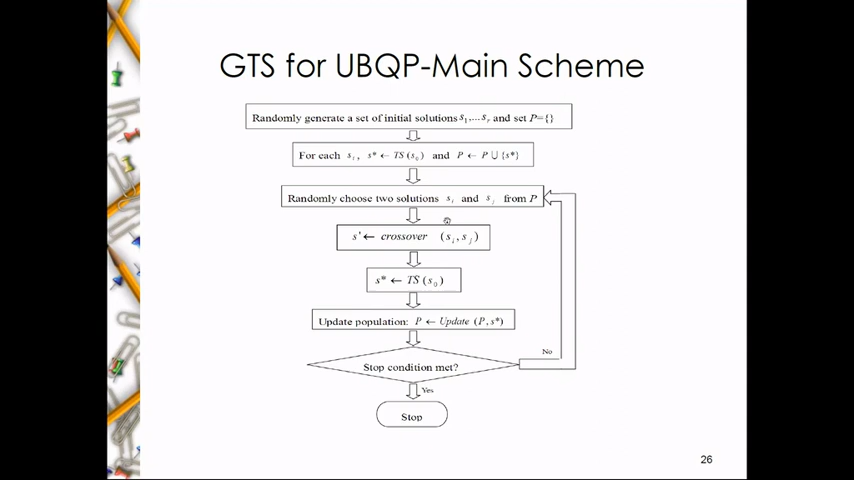 GTS for UBQP-Main Scheme
Randomly generate a set of initial solutions s₁,...sᵣ and set P={}
For each sᵢ, s* ← TS(s₀) and P ← P ∪ {s*}
Randomly choose two solutions sᵢ and sⱼ from P
s' ← crossover (sᵢ, sⱼ)
s* ← TS(s₀)
Update population: P ← Update (P, s*)
Stop condition met?
No
Yes
Stop
26